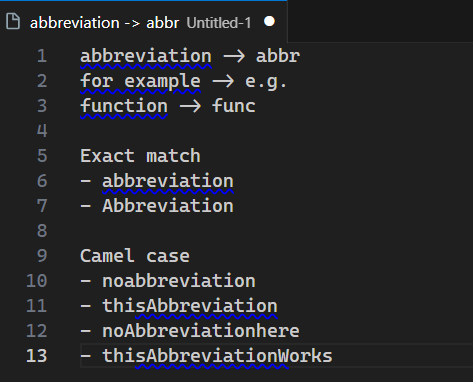 abbreviation -> abbr Untitled-1 ●
1 abbreviation -> abbr
2 for example -> e.g.
3 function -> func
4
5 Exact match
6 - abbreviation
7 - Abbreviation
8
9 Camel case
10 - noabbreviation
11 - thisAbbreviation
12 - noAbbreviationhere
13 - thisAbbreviationWorks